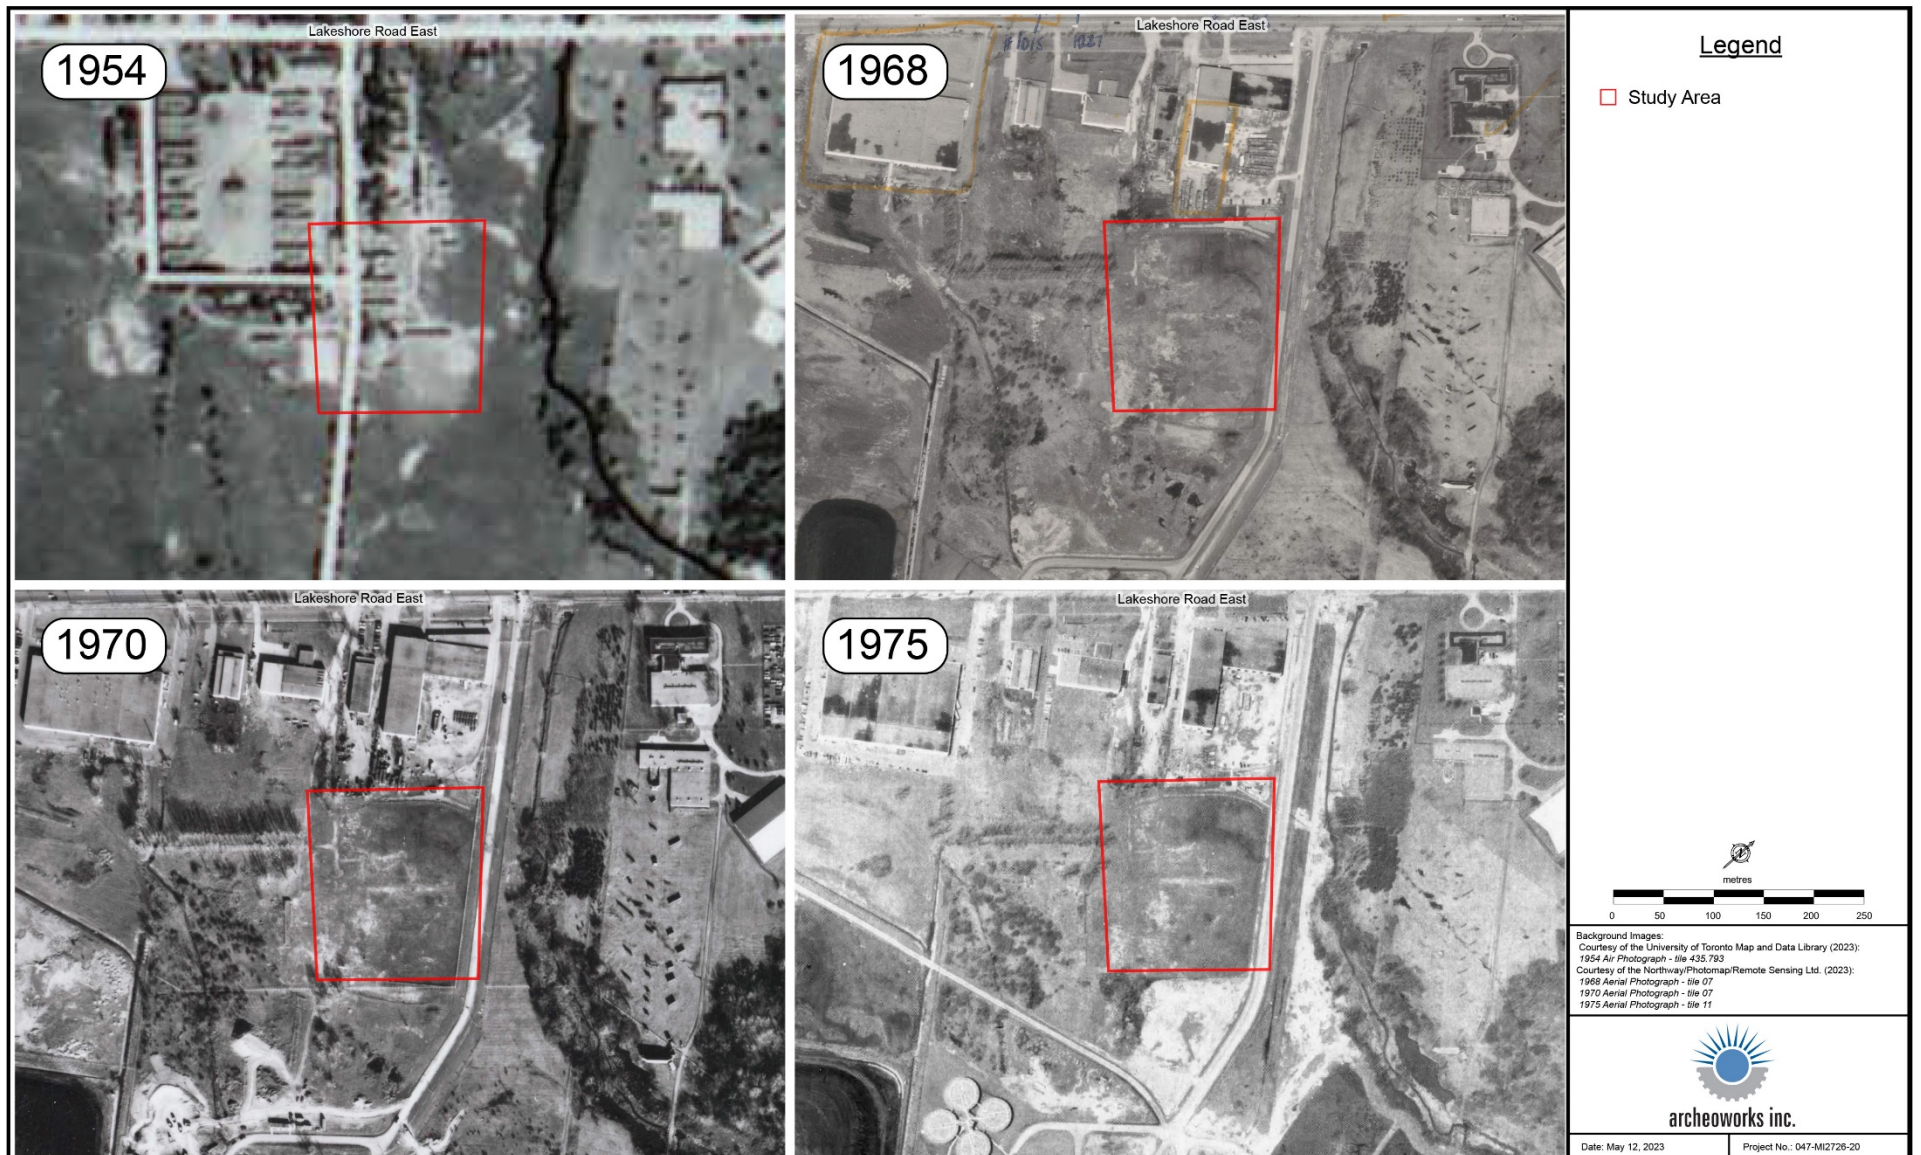 Lakeshore Road East
1954
Lakeshore Road East
1968
Lakeshore Road East
1970
Lakeshore Road East
1975
Legend
Study Area
N
metres
0 50 100 150 200 250
Background Images:
Courtesy of the University of Toronto Map and Data Library (2023):
1954 Air Photograph - tile 435.793
Courtesy of the Northway/Photomap/Remote Sensing Ltd. (2023):
1968 Aerial Photograph - tile 07
1970 Aerial Photograph - tile 07
1975 Aerial Photograph - tile 11
archeoworks inc.
Date: May 12, 2023
Project No.: 047-MI2726-20